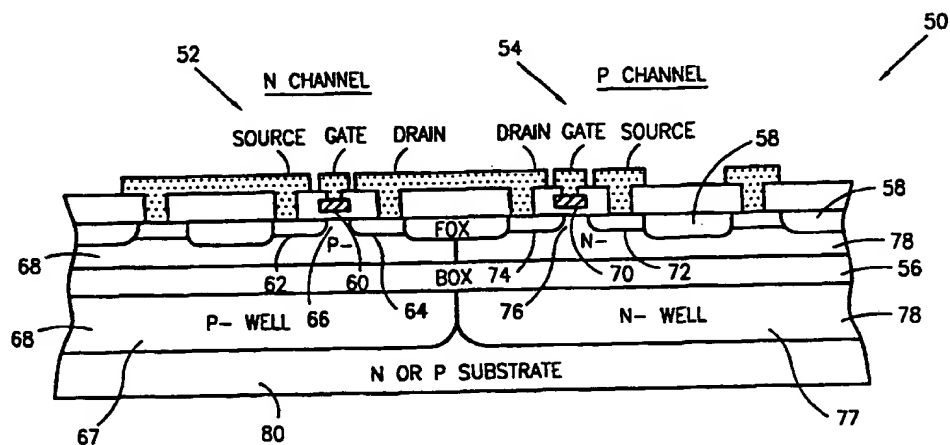 50
52
54
N CHANNEL
P CHANNEL
SOURCE GATE DRAIN
DRAIN GATE SOURCE
58
58
FOX
P-
N-
68
62
66
60
64
74
76
70
72
78
BOX
56
68
P- WELL
N- WELL
78
N OR P SUBSTRATE
67
80
77